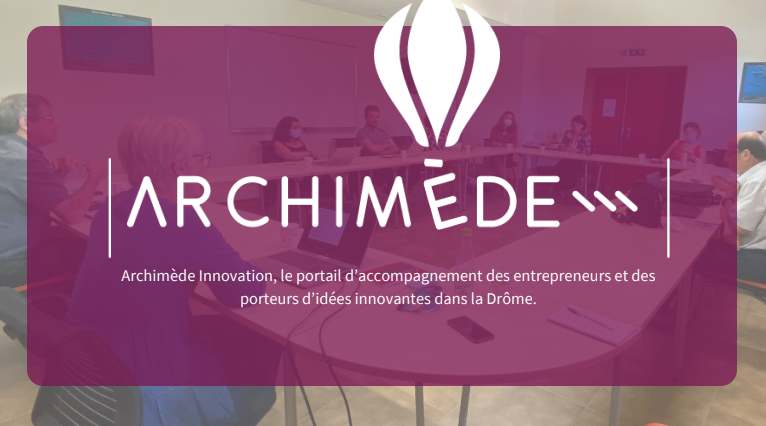 ARCHIMÈDE
Archimède Innovation, le portail d'accompagnement des entrepreneurs et des
porteurs d'idées innovantes dans la Drôme.